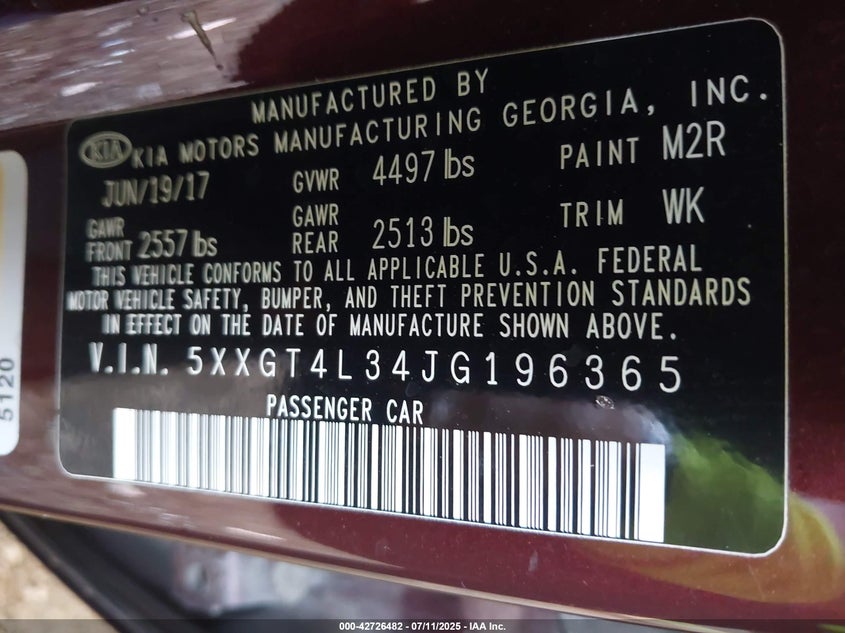 MANUFACTURED BY
KIA KIA MOTORS MANUFACTURING GEORGIA, INC.
JUN/19/17 GVWR 4497 lbs PAINT M2R
GAWR FRONT 2557 lbs GAWR REAR 2513 lbs TRIM WK
THIS VEHICLE CONFORMS TO ALL APPLICABLE U.S.A. FEDERAL
MOTOR VEHICLE SAFETY, BUMPER, AND THEFT PREVENTION STANDARDS
IN EFFECT ON THE DATE OF MANUFACTURE SHOWN ABOVE.
V.I.N. 5XXGT4L34JG196365
PASSENGER CAR
5120
000-42726482 - 07/11/2025 - IAA Inc.